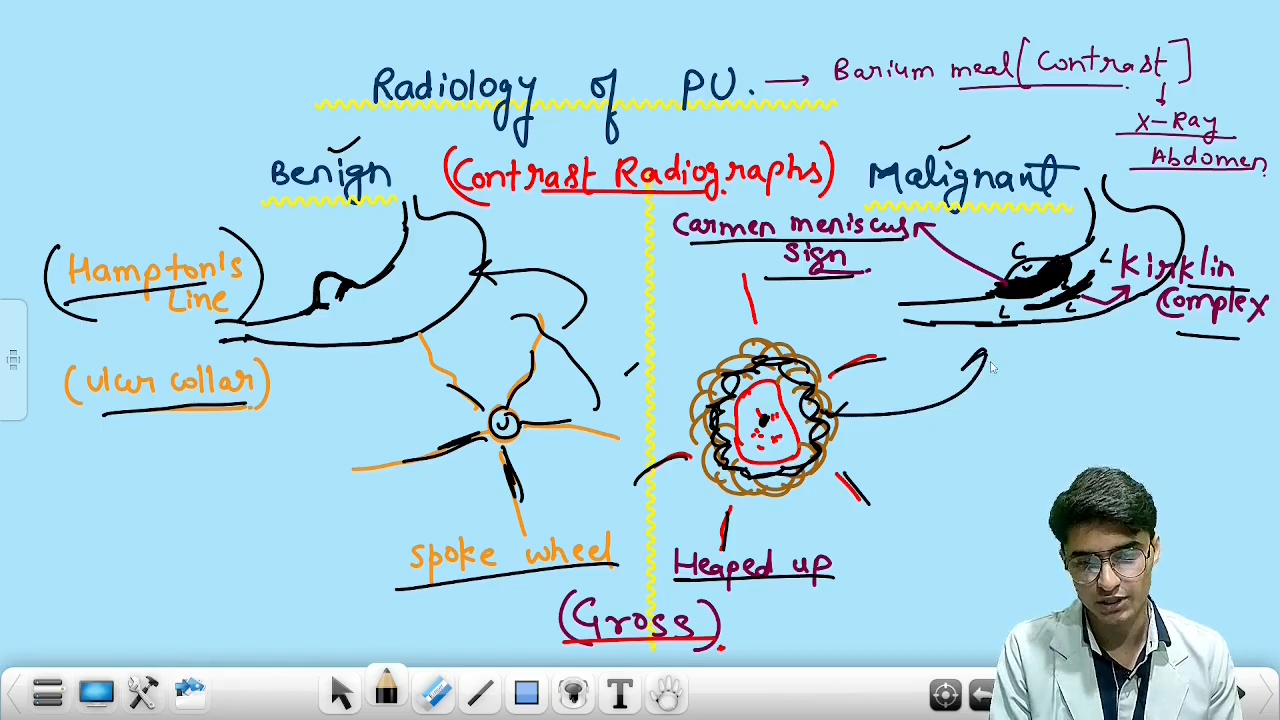 Radiology of PU. → Barium meal [Contrast]
X-Ray
Abdomen
Benign
(Contrast Radiographs)
Malignant
(Hampton's
Line)
(ulcer collar)
Carmen meniscus
sign
C
U
L
L
L
L
Kirklin
Complex
U
spoke wheel
Heaped up
(Gross).
T